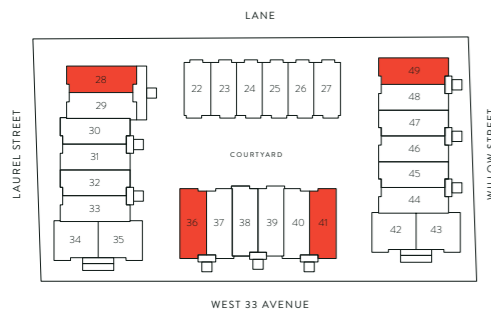 LANE
LAUREL STREET
28
29
30
31
32
33
34 35
22 23 24 25 26 27
COURTYARD
36 37 38 39 40 41
49
48
47
46
45
44
42 43
WILLOW STREET
WEST 33 AVENUE